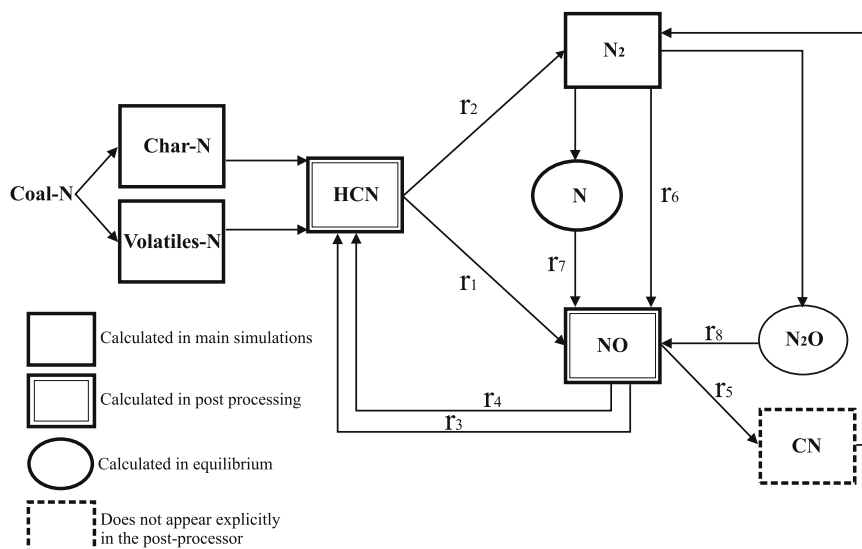 N₂
r₂
Char-N
Coal-N
HCN
N
r₆
Volatiles-N
r₇
r₁
Calculated in main simulations
NO
r₈
N₂O
Calculated in post processing
r₄
r₃
r₅
CN
Calculated in equilibrium
Does not appear explicitly
in the post-processor